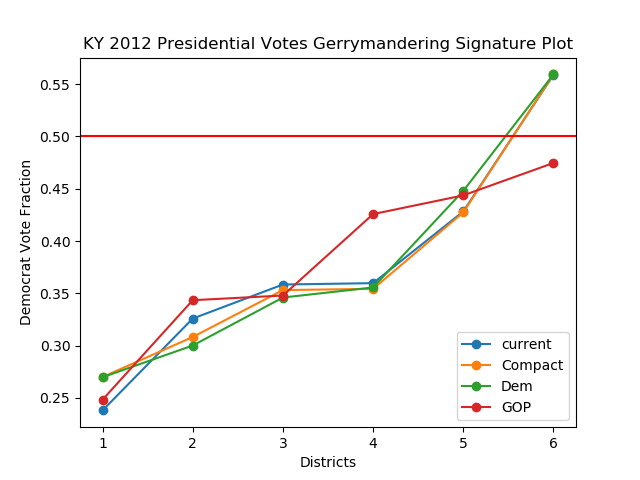 KY 2012 Presidential Votes Gerrymandering Signature Plot
0.55
0.50
0.45
0.40
0.35
0.30
0.25
Democrat Vote Fraction
1 2 3 4 5 6
Districts
current
Compact
Dem
GOP